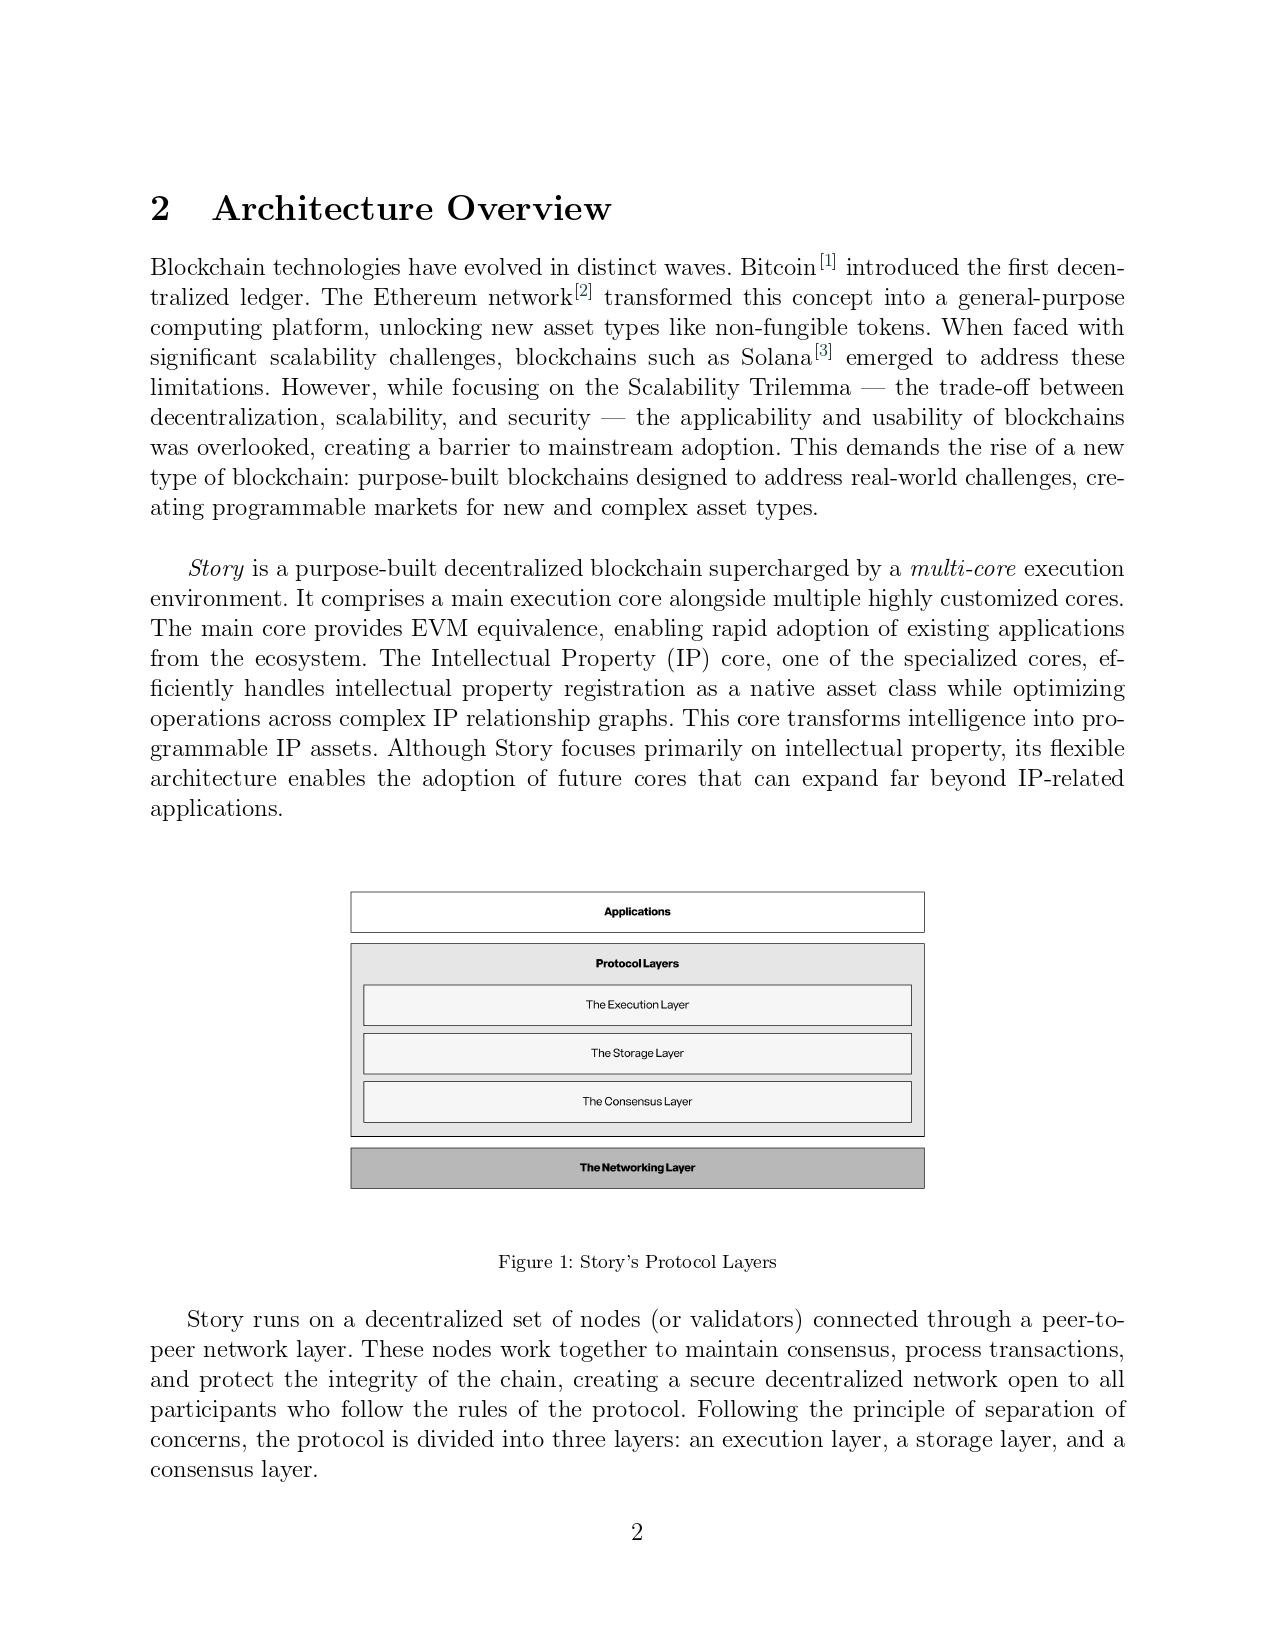 2 Architecture Overview
Blockchain technologies have evolved in distinct waves. Bitcoin[1] introduced the first decen-
tralized ledger. The Ethereum network[2] transformed this concept into a general-purpose
computing platform, unlocking new asset types like non-fungible tokens. When faced with
significant scalability challenges, blockchains such as Solana[3] emerged to address these
limitations. However, while focusing on the Scalability Trilemma — the trade-off between
decentralization, scalability, and security — the applicability and usability of blockchains
was overlooked, creating a barrier to mainstream adoption. This demands the rise of a new
type of blockchain: purpose-built blockchains designed to address real-world challenges, cre-
ating programmable markets for new and complex asset types.
Story is a purpose-built decentralized blockchain supercharged by a multi-core execution
environment. It comprises a main execution core alongside multiple highly customized cores.
The main core provides EVM equivalence, enabling rapid adoption of existing applications
from the ecosystem. The Intellectual Property (IP) core, one of the specialized cores, ef-
ficiently handles intellectual property registration as a native asset class while optimizing
operations across complex IP relationship graphs. This core transforms intelligence into pro-
grammable IP assets. Although Story focuses primarily on intellectual property, its flexible
architecture enables the adoption of future cores that can expand far beyond IP-related
applications.
Applications
Protocol Layers
The Execution Layer
The Storage Layer
The Consensus Layer
The Networking Layer
Figure 1: Story's Protocol Layers
Story runs on a decentralized set of nodes (or validators) connected through a peer-to-
peer network layer. These nodes work together to maintain consensus, process transactions,
and protect the integrity of the chain, creating a secure decentralized network open to all
participants who follow the rules of the protocol. Following the principle of separation of
concerns, the protocol is divided into three layers: an execution layer, a storage layer, and a
consensus layer.
2